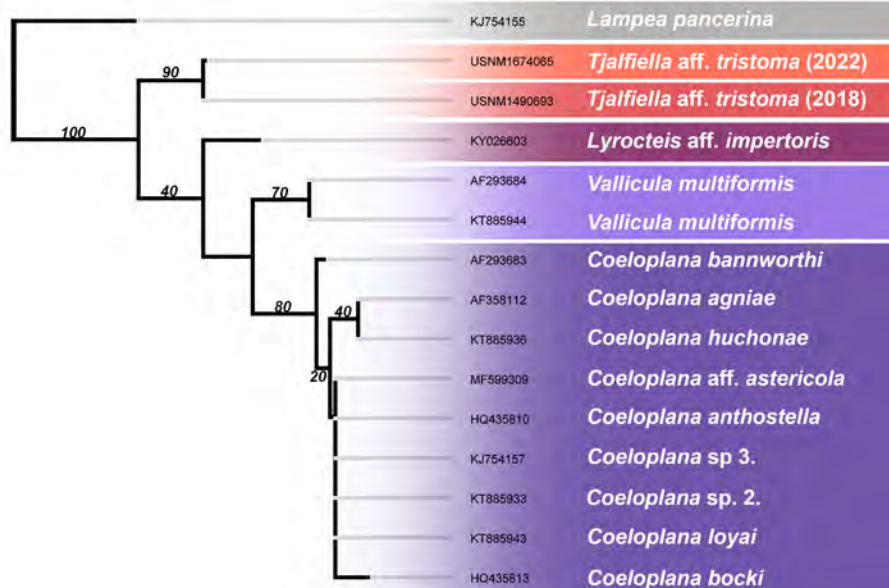 KJ754155 Lampea pancerina
USNM1674065 Tjalfiella aff. tristoma (2022)
90
USNM1490693 Tjalfiella aff. tristoma (2018)
100
KY026603 Lyrocteis aff. impertoris
AF293684 Vallicula multiformis
40 70
KT885944 Vallicula multiformis
AF293683 Coeloplana bannworthi
AF358112 Coeloplana agniae
80 40
KT885936 Coeloplana huchonae
20 MF599309 Coeloplana aff. astericola
HQ435810 Coeloplana anthostella
KJ754157 Coeloplana sp 3.
KT885933 Coeloplana sp. 2.
KT885943 Coeloplana loyai
HQ435813 Coeloplana bocki